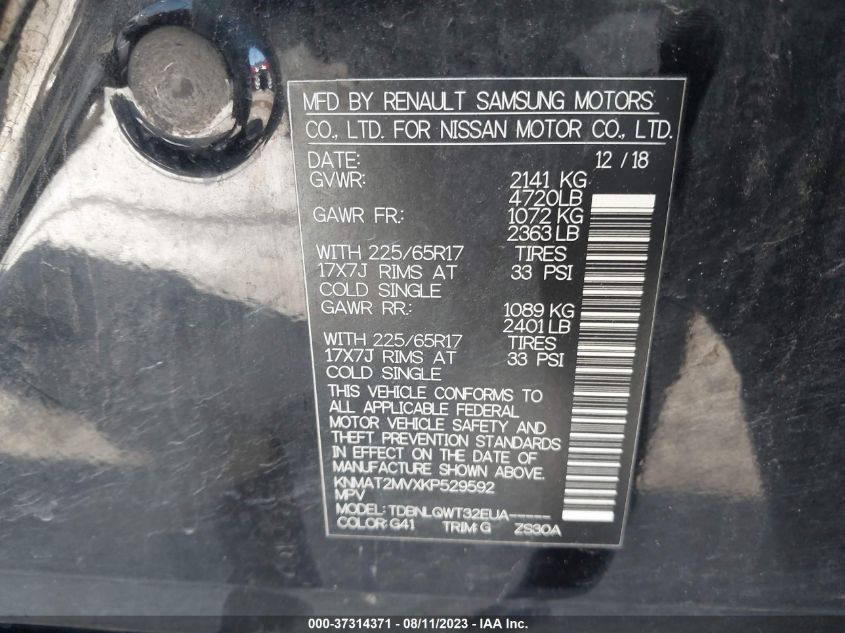 MFD BY RENAULT SAMSUNG MOTORS
CO., LTD. FOR NISSAN MOTOR CO., LTD.
DATE: 12 / 18
GVWR: 2141 KG
4720LB
GAWR FR.: 1072 KG
2363 LB
WITH 225/65R17 TIRES
17X7J RIMS AT 33 PSI
COLD SINGLE
GAWR RR.: 1089 KG
2401 LB
WITH 225/65R17 TIRES
17X7J RIMS AT 33 PSI
COLD SINGLE
THIS VEHICLE CONFORMS TO
ALL APPLICABLE FEDERAL
MOTOR VEHICLE SAFETY AND
THEFT PREVENTION STANDARDS
IN EFFECT ON THE DATE OF
MANUFACTURE SHOWN ABOVE.
KNMAT2MVXKP529592
MPV
MODEL: TDBNLQWT32EUA-----
COLOR: G41 TRIM: G ZS30A
000-37314371 - 08/11/2023 - IAA Inc.